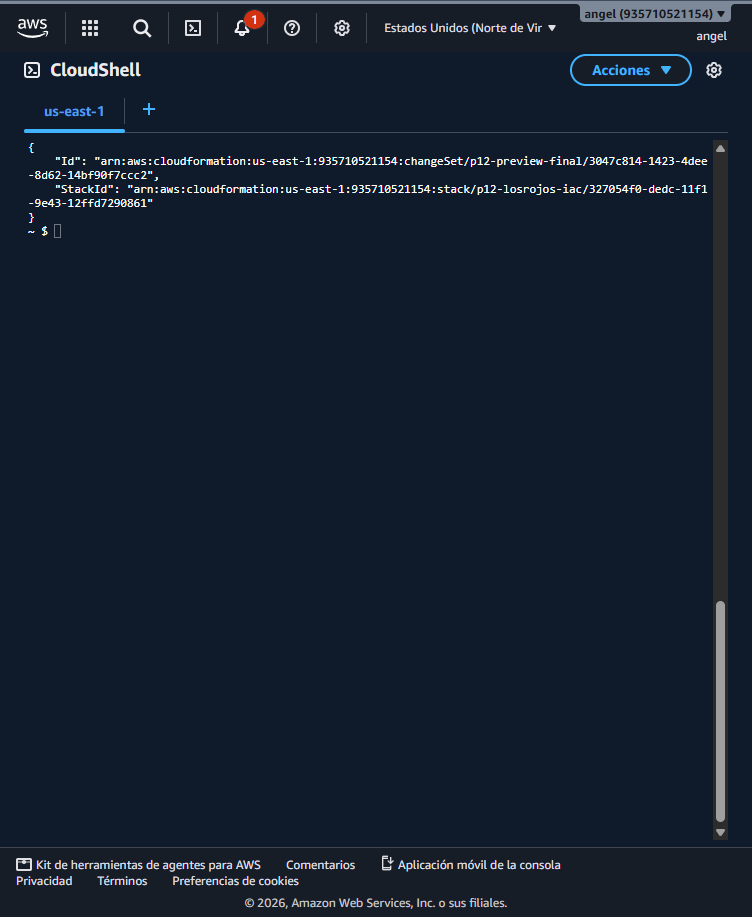 aws
1
Estados Unidos (Norte de Vir
angel (935710521154)
angel
CloudShell
Acciones
us-east-1
+
{
    "Id": "arn:aws:cloudformation:us-east-1:935710521154:changeSet/p12-preview-final/3047c814-1423-4dee
-8d62-14bf90f7ccc2",
    "StackId": "arn:aws:cloudformation:us-east-1:935710521154:stack/p12-losrojos-iac/327054f0-dedc-11f1
-9e43-12ffd7290861"
}
~ $
Kit de herramientas de agentes para AWS
Comentarios
Aplicación móvil de la consola
Privacidad
Términos
Preferencias de cookies
© 2026, Amazon Web Services, Inc. o sus filiales.